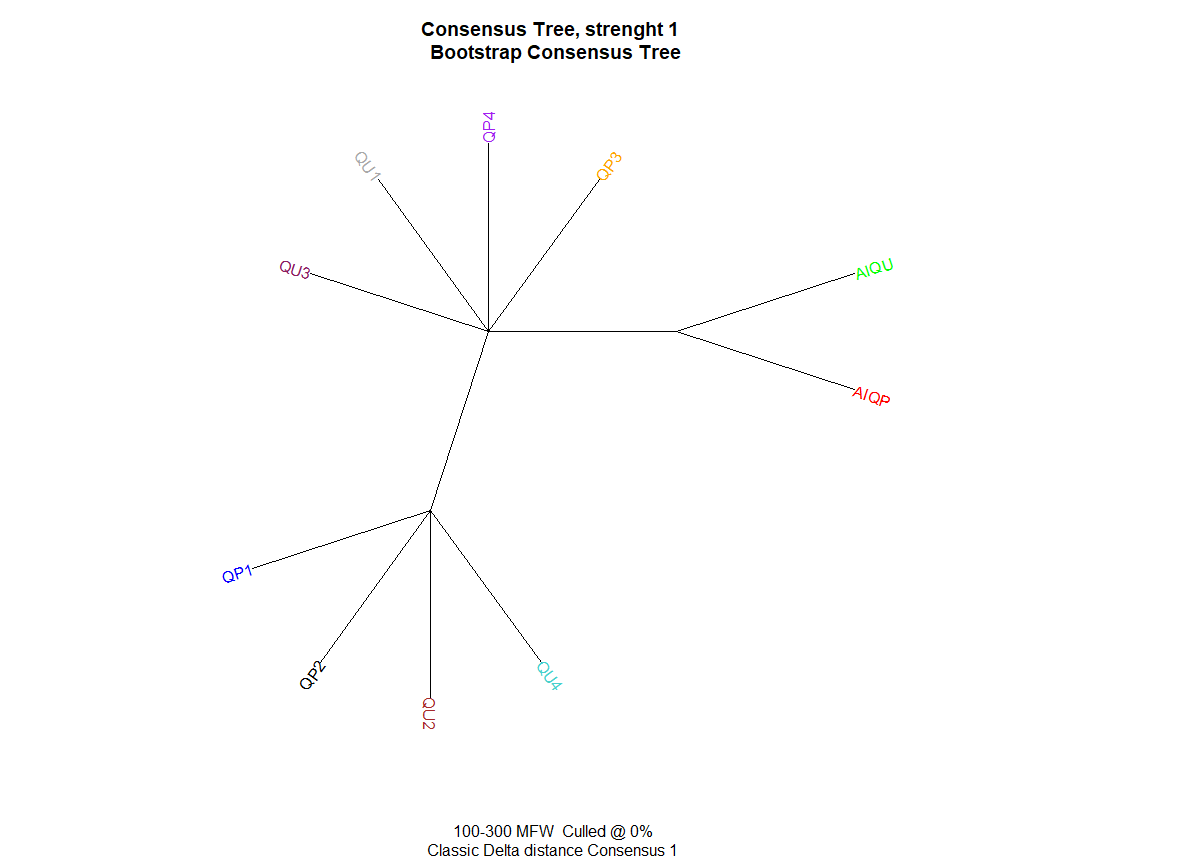 Consensus Tree, strenght 1
Bootstrap Consensus Tree
QP4
QU1
QP3
QU3
AIQU
AIQP
QP1
QP2
QU4
QU2
100-300 MFW  Culled @ 0%
Classic Delta distance Consensus 1